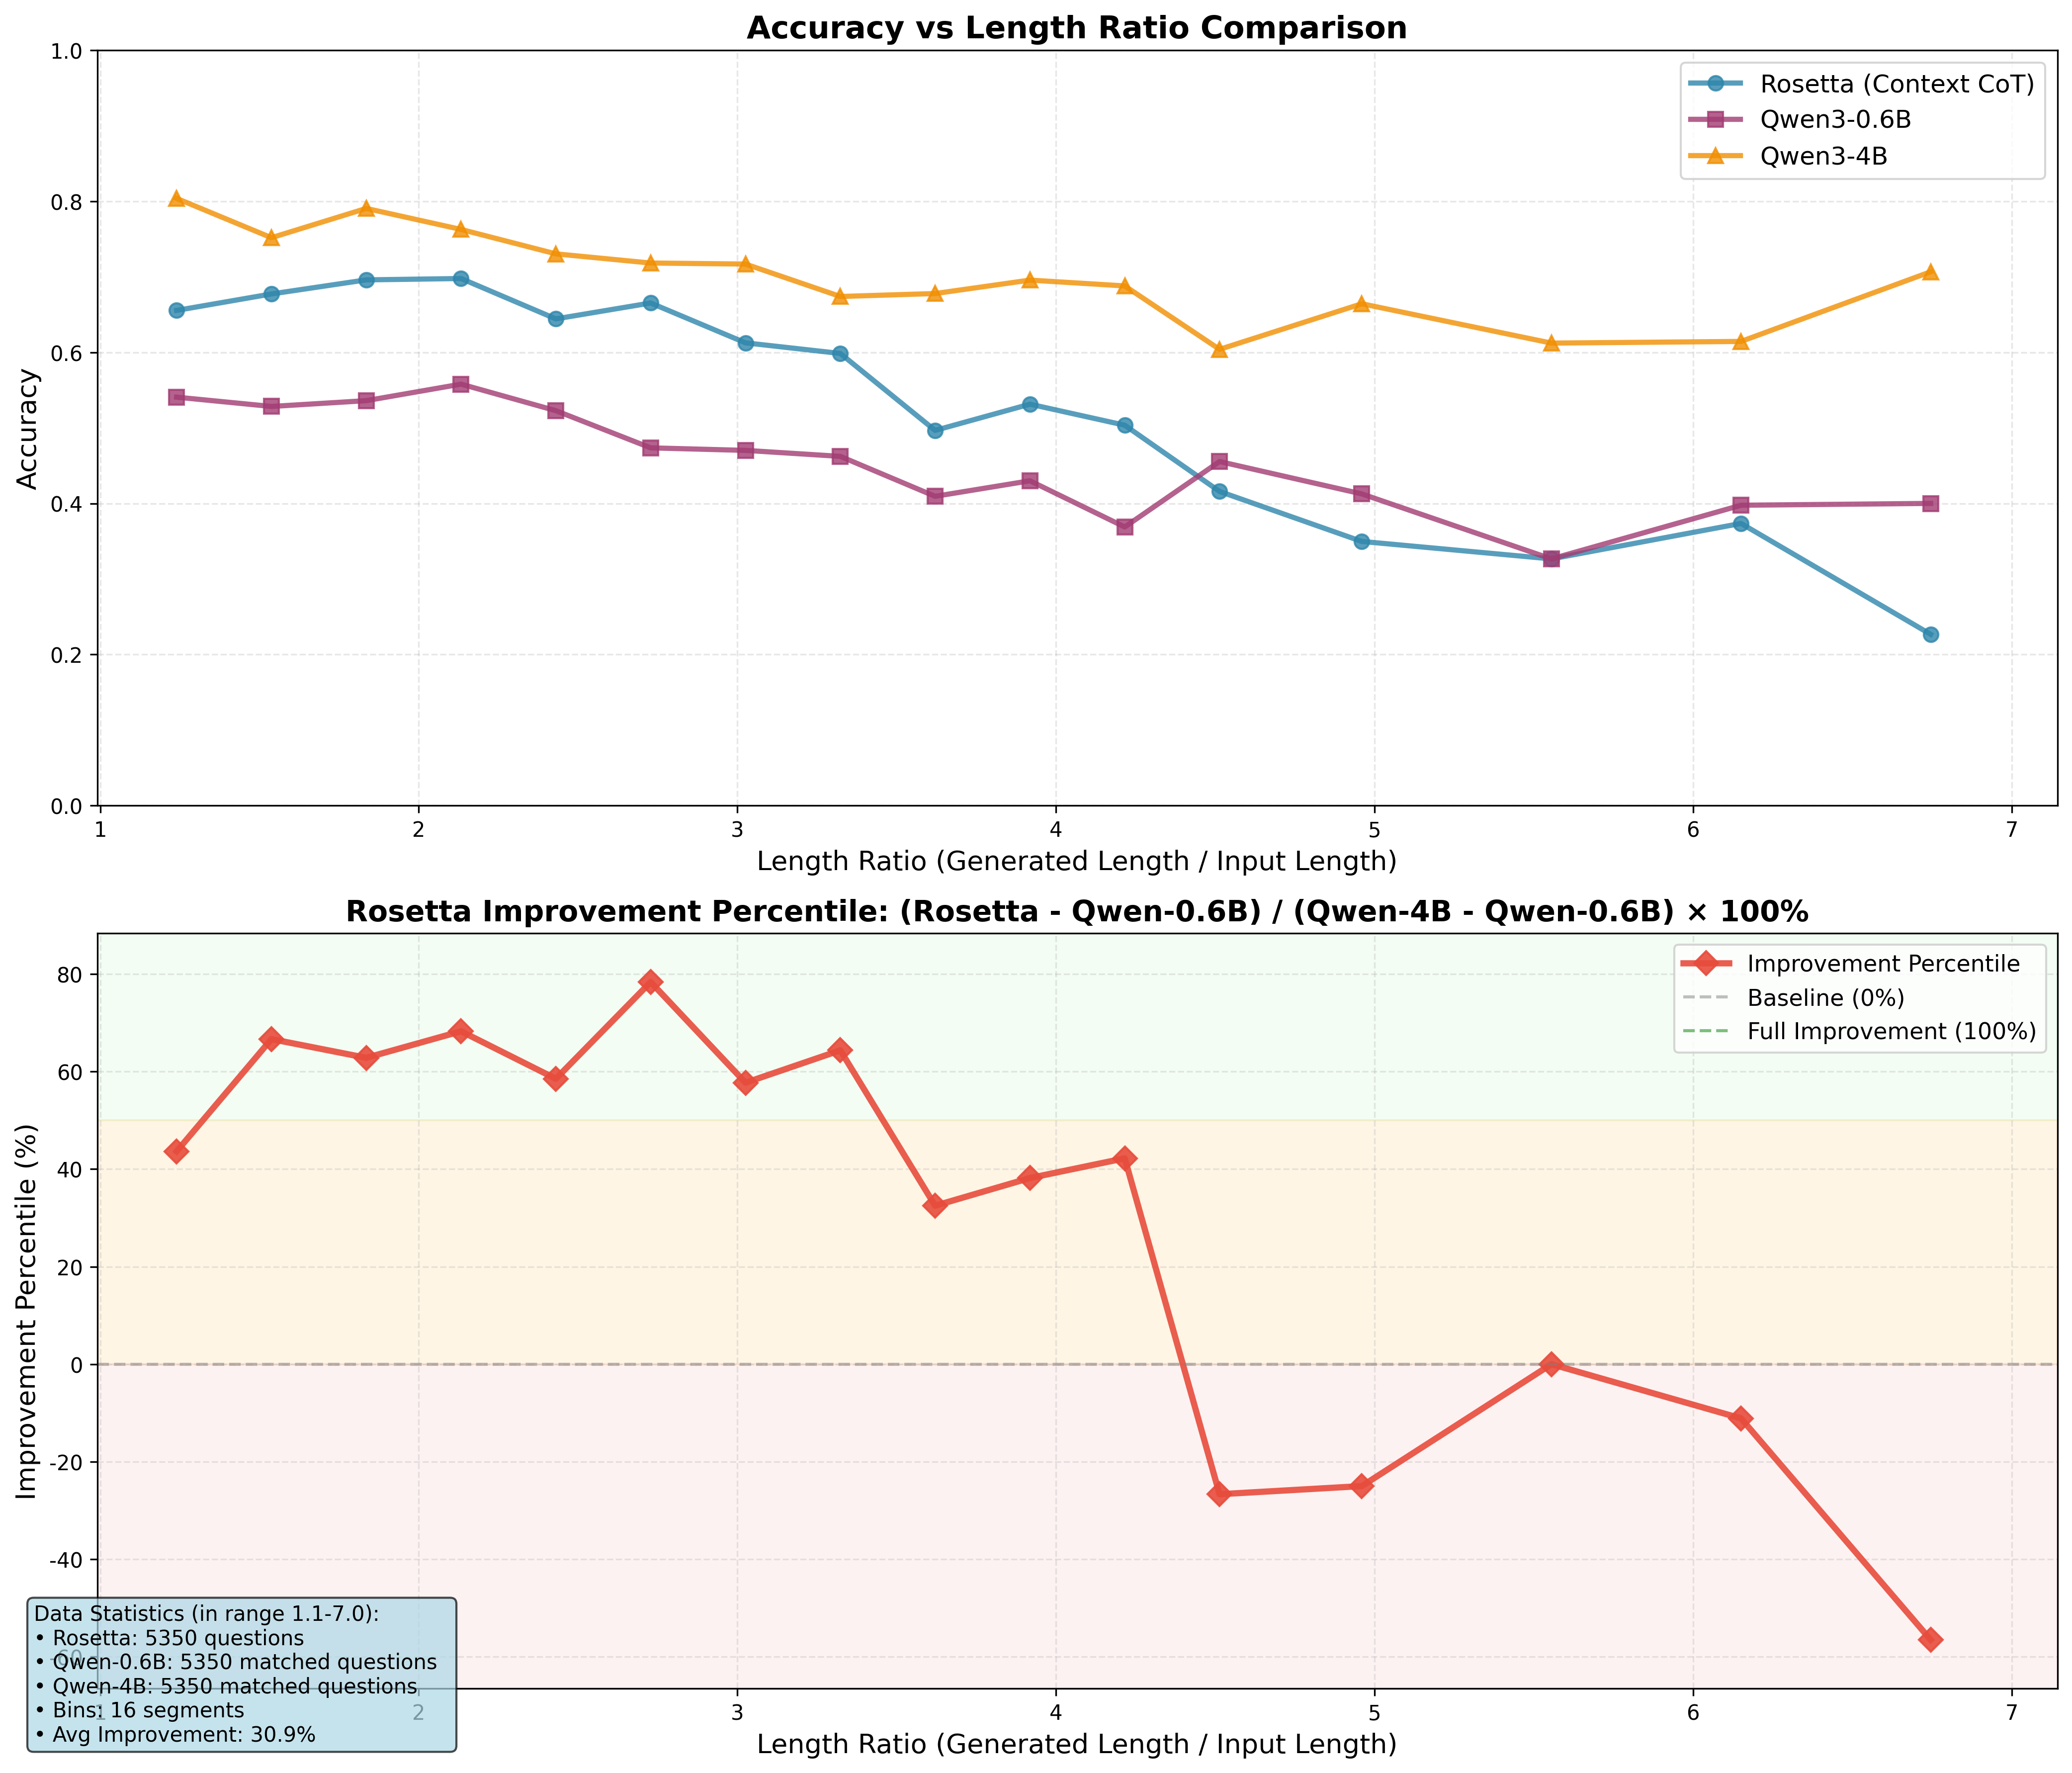 Accuracy vs Length Ratio Comparison
1.0
0.8
0.6
0.4
0.2
0.0
Accuracy
Rosetta (Context CoT)
Qwen3-0.6B
Qwen3-4B
1 2 3 4 5 6 7
Length Ratio (Generated Length / Input Length)
Rosetta Improvement Percentile: (Rosetta - Qwen-0.6B) / (Qwen-4B - Qwen-0.6B) × 100%
80
60
40
20
0
-20
-40
-60
Improvement Percentile (%)
Improvement Percentile
Baseline (0%)
Full Improvement (100%)
Data Statistics (in range 1.1-7.0):
• Rosetta: 5350 questions
• Qwen-0.6B: 5350 matched questions
• Qwen-4B: 5350 matched questions
• Bins: 16 segments
• Avg Improvement: 30.9%
1 2 3 4 5 6 7
Length Ratio (Generated Length / Input Length)